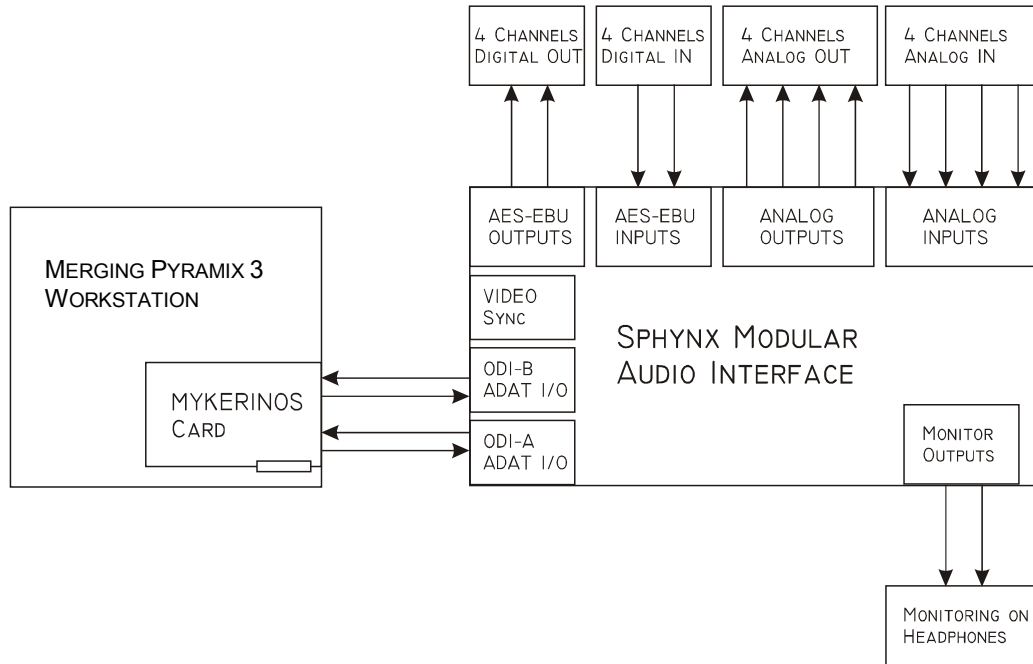 4 Channels
Digital OUT
4 Channels
Digital IN
4 Channels
Analog OUT
4 Channels
Analog IN
AES-EBU
OUTPUTS
AES-EBU
INPUTS
ANALOG
OUTPUTS
ANALOG
INPUTS
MERGING PYRAMIX 3
WORKSTATION
VIDEO
SYNC
SPHYNX MODULAR
AUDIO INTERFACE
ODI-B
ADAT I/O
MYKERINOS
CARD
ODI-A
ADAT I/O
MONITOR
OUTPUTS
MONITORING ON
HEADPHONES